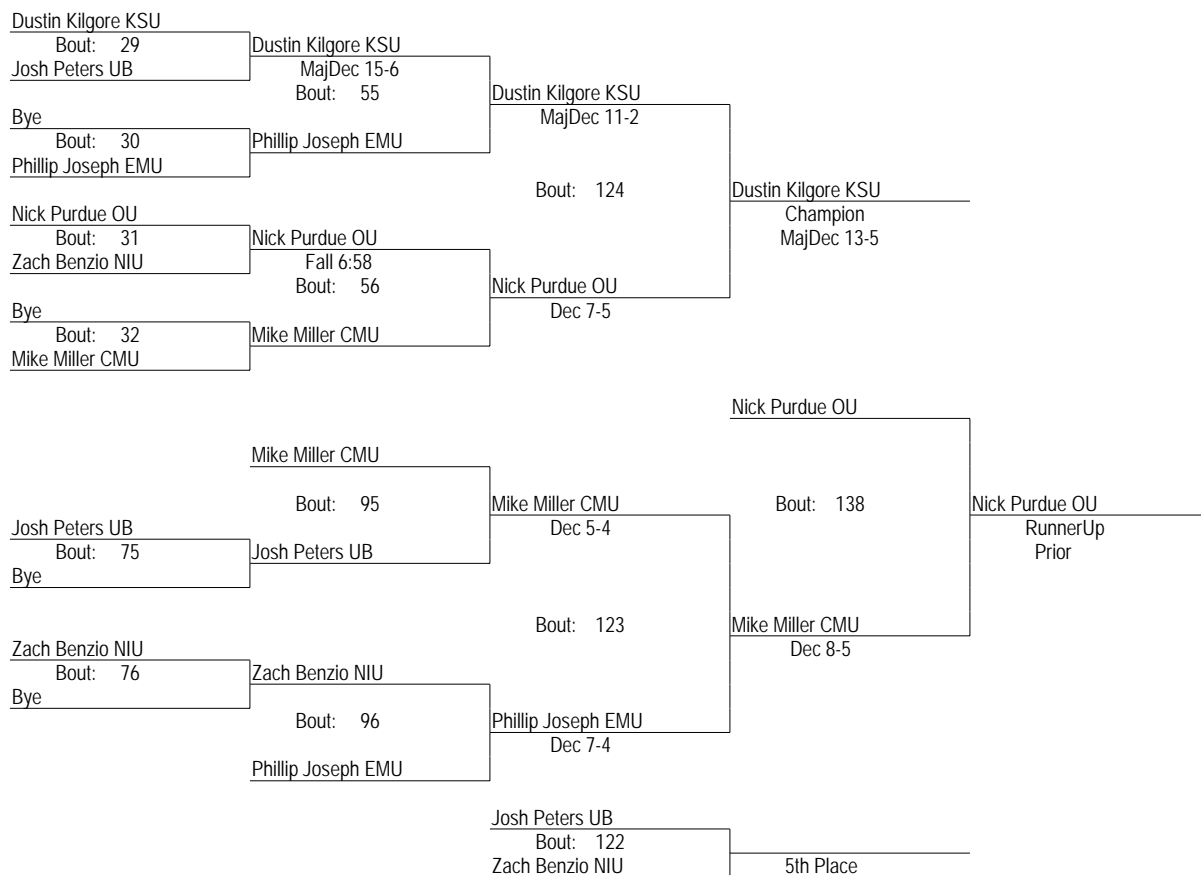 Dustin Kilgore KSU
Bout: 29
Josh Peters UB
Dustin Kilgore KSU
MajDec 15-6
Bout: 55
Bye
Bout: 30
Phillip Joseph EMU
Phillip Joseph EMU
Dustin Kilgore KSU
MajDec 11-2
Bout: 124
Nick Purdue OU
Bout: 31
Zach Benzio NIU
Nick Purdue OU
Fall 6:58
Bout: 56
Bye
Bout: 32
Mike Miller CMU
Mike Miller CMU
Nick Purdue OU
Dec 7-5
Dustin Kilgore KSU
Champion
MajDec 13-5
Mike Miller CMU
Bout: 95
Josh Peters UB
Bout: 75
Bye
Josh Peters UB
Mike Miller CMU
Dec 5-4
Bout: 123
Zach Benzio NIU
Bout: 76
Bye
Zach Benzio NIU
Bout: 96
Phillip Joseph EMU
Phillip Joseph EMU
Dec 7-4
Nick Purdue OU
Bout: 138
Mike Miller CMU
Dec 8-5
Nick Purdue OU
RunnerUp
Prior
Josh Peters UB
Bout: 122
Zach Benzio NIU
5th Place